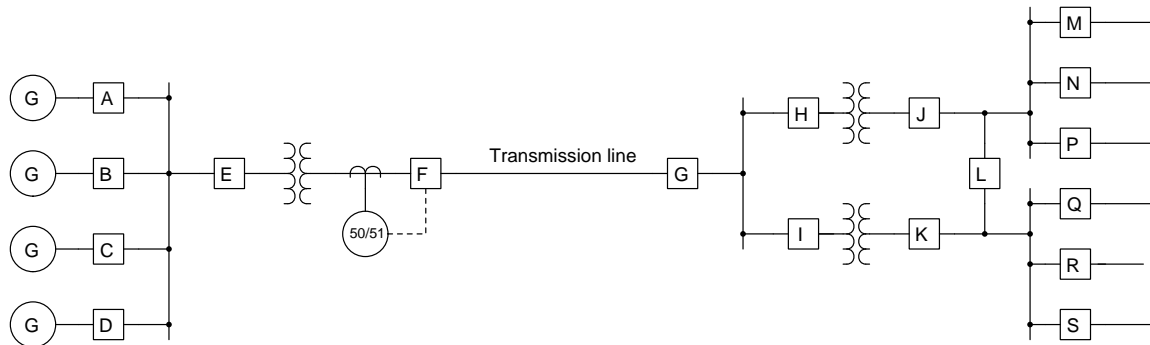 M
G A H J N
Transmission line P
G B E F G
50/51 L
Q
G C I K R
G D S